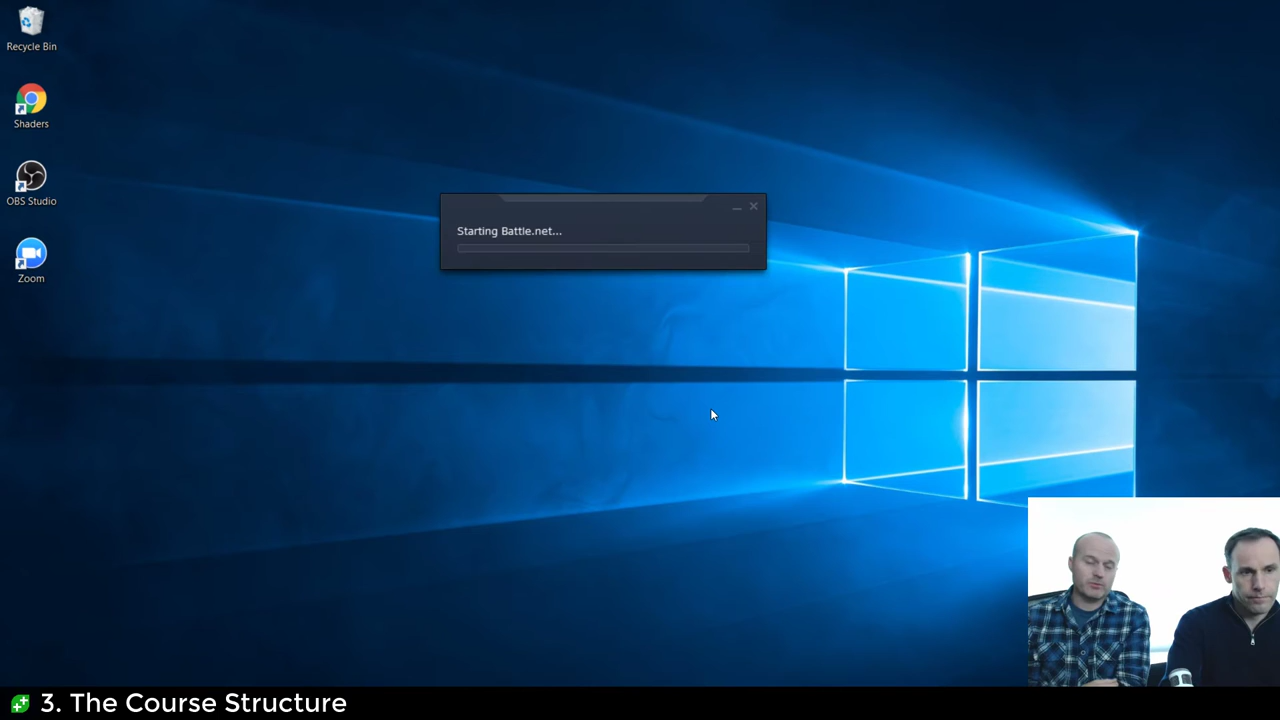 Recycle Bin
Shaders
OBS Studio
Zoom
Starting Battle.net...
3. The Course Structure